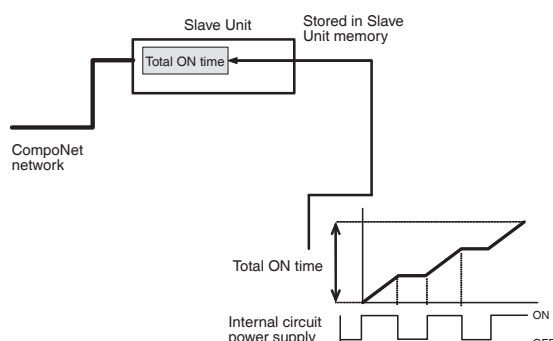 Slave Unit
Stored in Slave
Unit memory
Total ON time
CompoNet
network
Total ON time
Internal circuit
power supply
ON